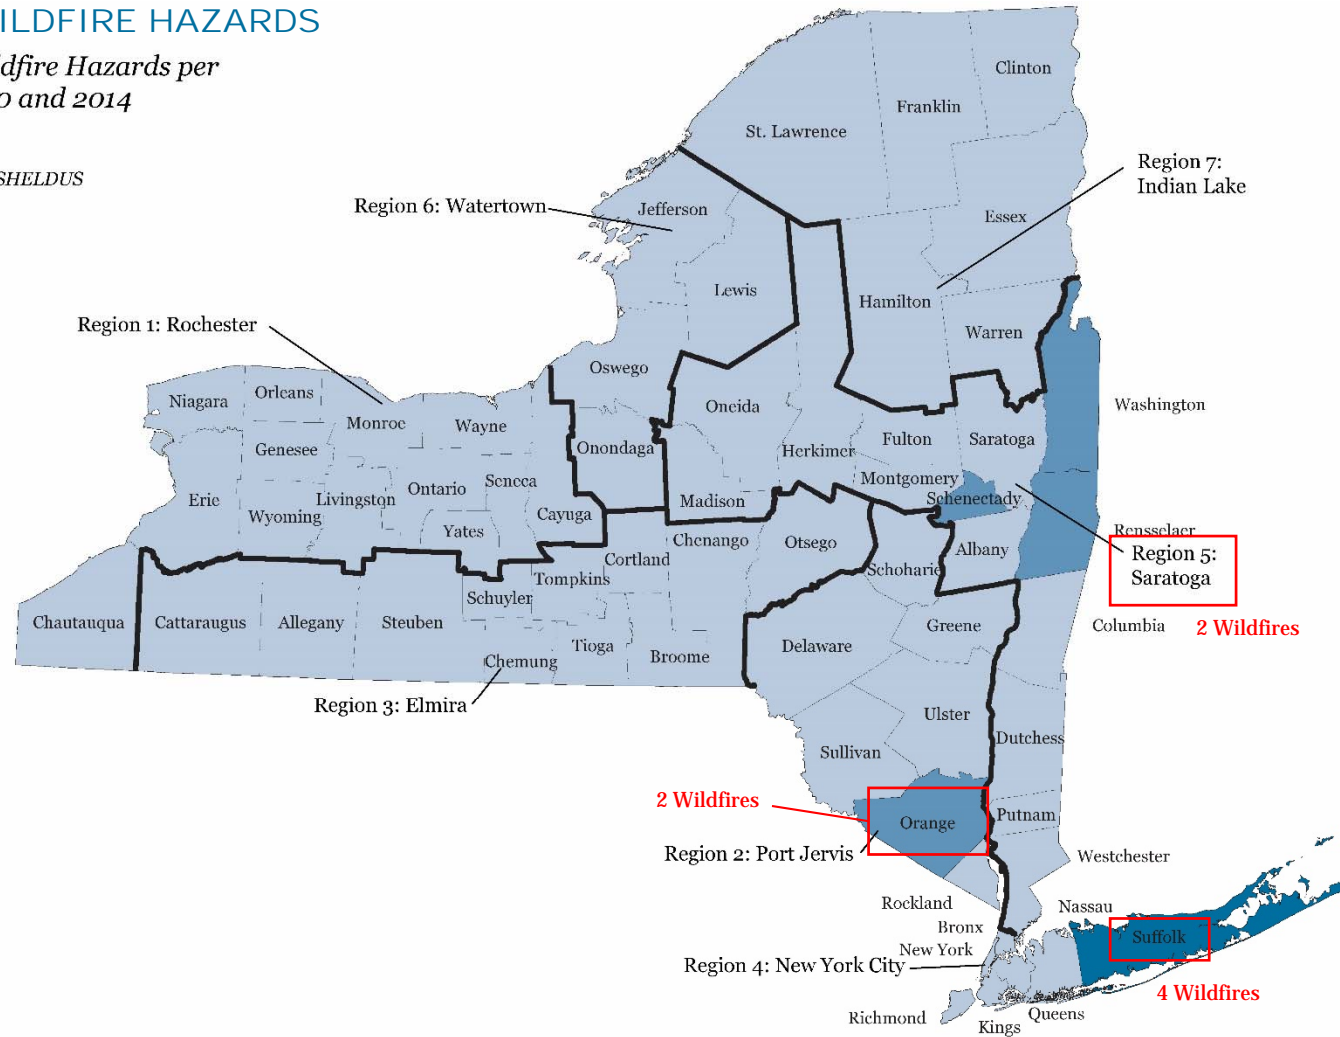 ILDFIRE HAZARDS
dfire Hazards per
0 and 2014
SHELDUS
Clinton
Franklin
St. Lawrence
Region 7:
Indian Lake
Region 6: Watertown
Jefferson
Essex
Lewis
Hamilton
Region 1: Rochester
Warren
Oswego
Orleans
Niagara
Oneida
Washington
Monroe
Wayne
Fulton
Saratoga
Genesee
Onondaga
Herkimer
Montgomery
Seneca
Ontario
Erie
Livingston
Schenectady
Madison
Wyoming
Cayuga
Yates
Rensselaer
Chenango
Otsego
Albany
Region 5:
Saratoga
Cortland
Schoharie
Tompkins
Schuyler
Chautauqua
Cattaraugus
Allegany
Steuben
Greene
Columbia
2 Wildfires
Tioga
Delaware
Broome
Chemung
Region 3: Elmira
Ulster
Dutchess
Sullivan
2 Wildfires
Orange
Putnam
Region 2: Port Jervis
Westchester
Rockland
Nassau
Bronx
Suffolk
New York
Region 4: New York City
4 Wildfires
Richmond
Queens
Kings